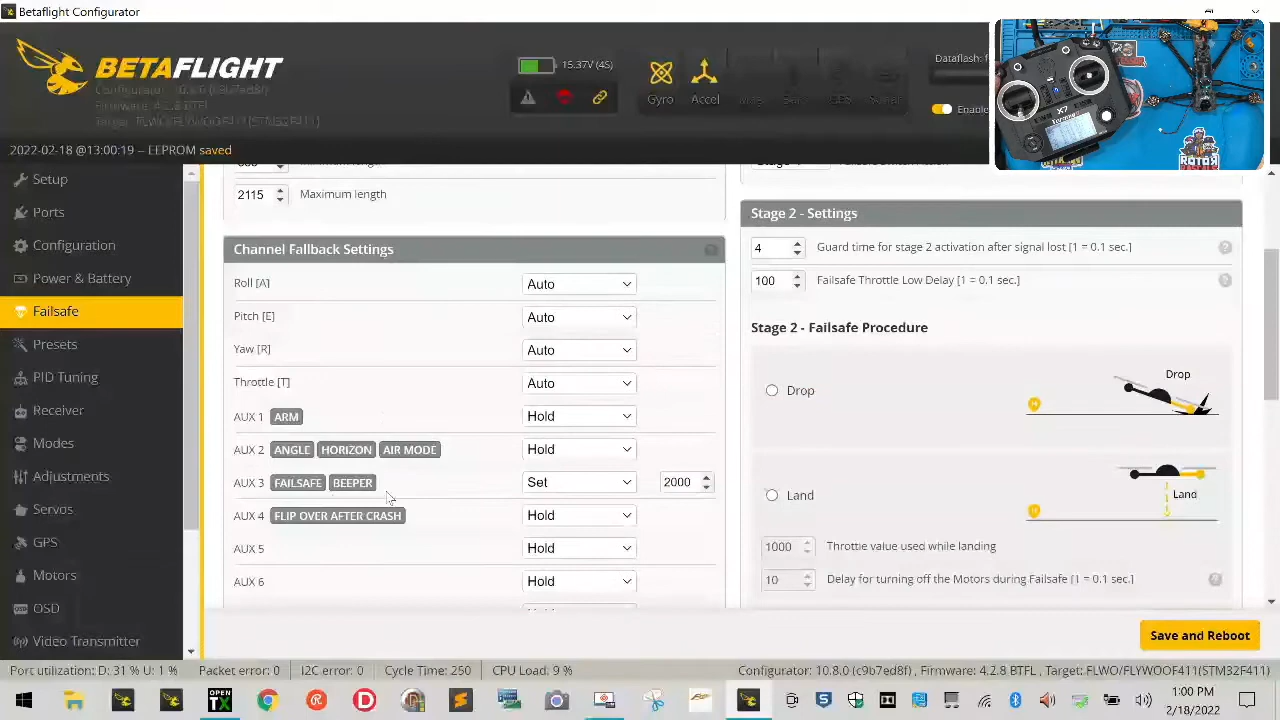 Betaflight Configurator
BETAFLIGHT
15.37V (4S)
Gyro
Accel
Enable
2022-02-18 @13:00:19 -- EEPROM saved
Setup
Ports
Configuration
Power & Battery
Failsafe
Presets
PID Tuning
Receiver
Modes
Adjustments
Servos
GPS
Motors
OSD
Video Transmitter
2115 Maximum length
Channel Fallback Settings
Roll [A] Auto
Pitch [E] Auto
Yaw [R] Auto
Throttle [T] Auto
AUX 1 ARM Hold
AUX 2 ANGLE HORIZON AIR MODE Hold
AUX 3 FAILSAFE BEEPER Set 2000
AUX 4 FLIP OVER AFTER CRASH Hold
AUX 5 Hold
AUX 6 Hold
Stage 2 - Settings
4 Guard time for stage 2 activation after signal lost [1 = 0.1 sec.]
100 Failsafe Throttle Low Delay [1 = 0.1 sec.]
Stage 2 - Failsafe Procedure
Drop
Drop
Land
Land
1000 Throttle value used while landing
10 Delay for turning off the Motors during Failsafe [1 = 0.1 sec.]
Save and Reboot
Port utilization: D: 31 % U: 1 % Packet error: 0 I2C error: 0 Cycle Time: 250 CPU Load: 9 % Configurator: 10.8.0 (c9b7ed8f), Firmware: 4.2.8 BTFL, Target: FLWO/FLYWOOF411(STM32F411)
OPEN TX
1:00 PM
2/18/2022
X7
ROTOR